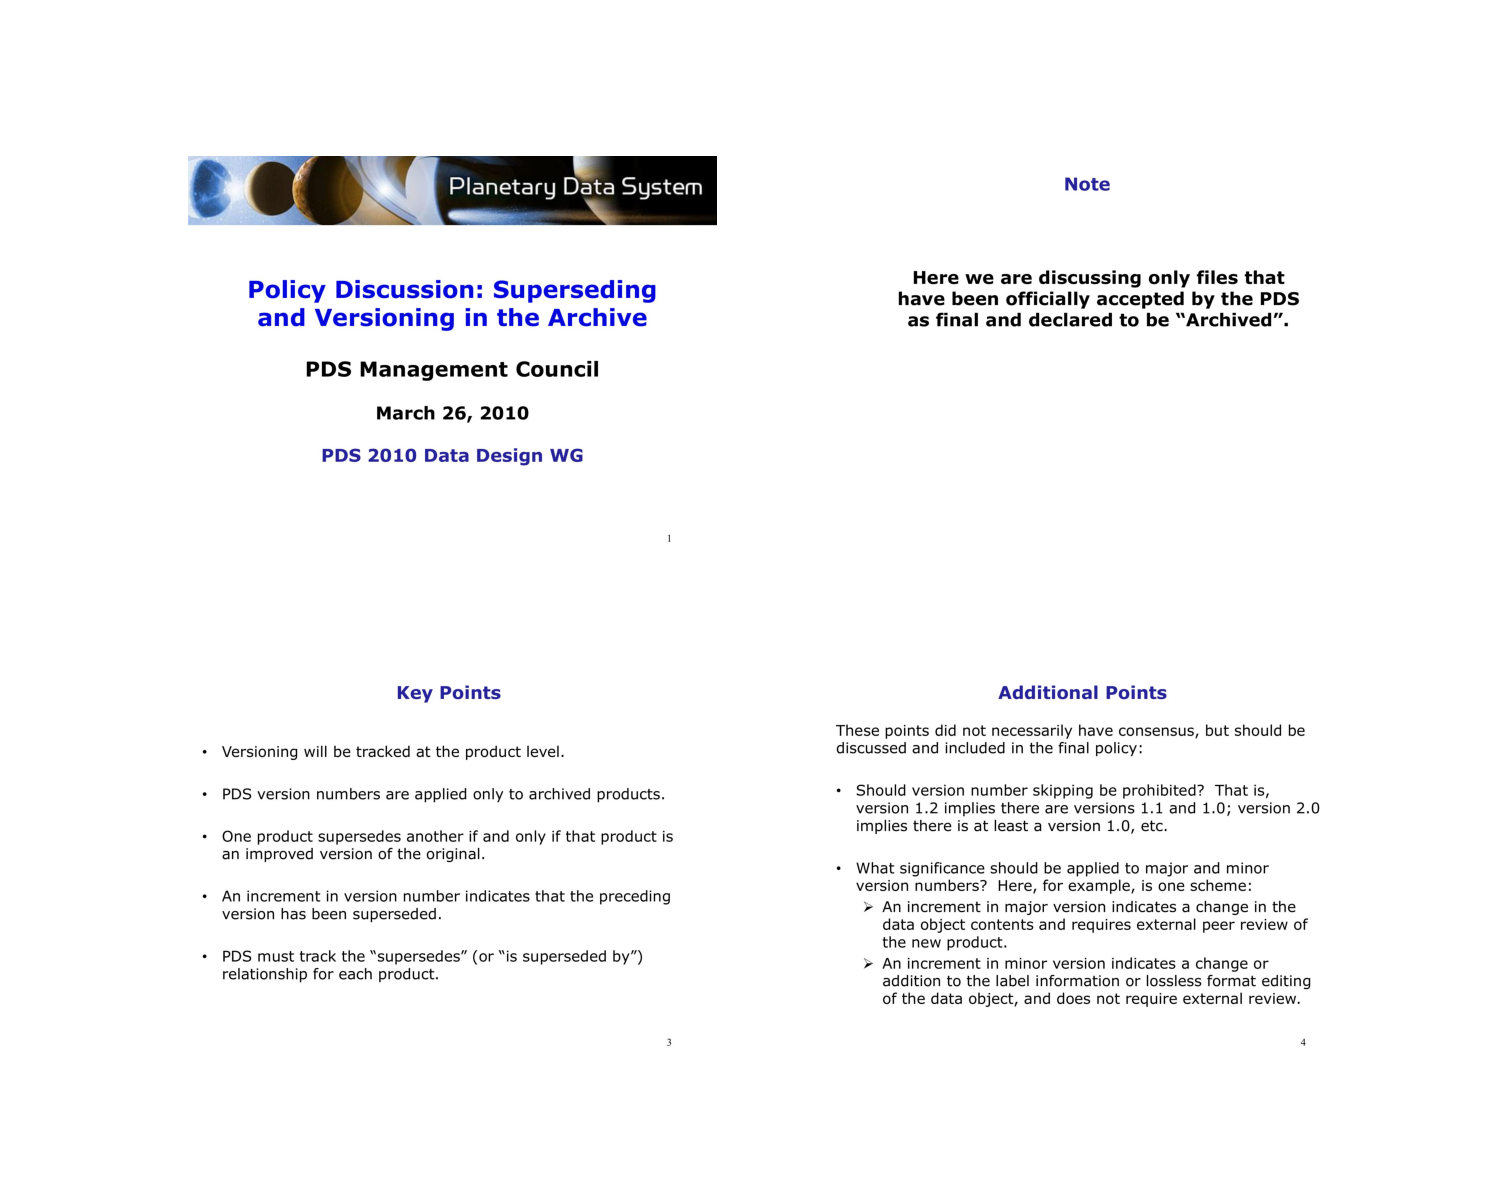 Planetary Data System
Policy Discussion: Superseding
and Versioning in the Archive
PDS Management Council
March 26, 2010
PDS 2010 Data Design WG
1
Note
Here we are discussing only files that
have been officially accepted by the PDS
as final and declared to be “Archived”.
Key Points
• Versioning will be tracked at the product level.
• PDS version numbers are applied only to archived products.
• One product supersedes another if and only if that product is
an improved version of the original.
• An increment in version number indicates that the preceding
version has been superseded.
• PDS must track the “supersedes” (or “is superseded by”)
relationship for each product.
3
Additional Points
These points did not necessarily have consensus, but should be
discussed and included in the final policy:
• Should version number skipping be prohibited?  That is,
version 1.2 implies there are versions 1.1 and 1.0; version 2.0
implies there is at least a version 1.0, etc.
• What significance should be applied to major and minor
version numbers?  Here, for example, is one scheme:
➢ An increment in major version indicates a change in the
data object contents and requires external peer review of
the new product.
➢ An increment in minor version indicates a change or
addition to the label information or lossless format editing
of the data object, and does not require external review.
4